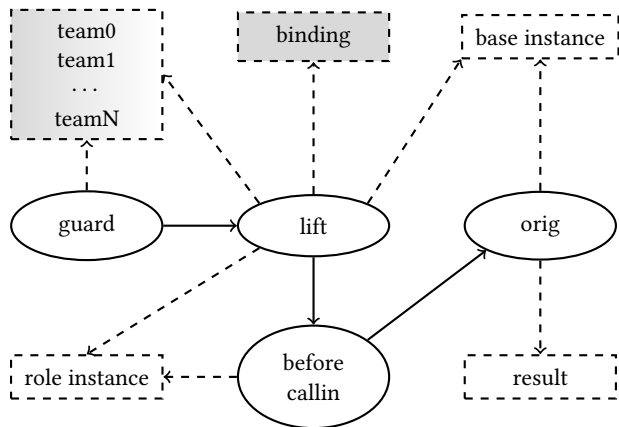 team0
team1
. . .
teamN
binding
base instance
guard
lift
orig
role instance
before
callin
result